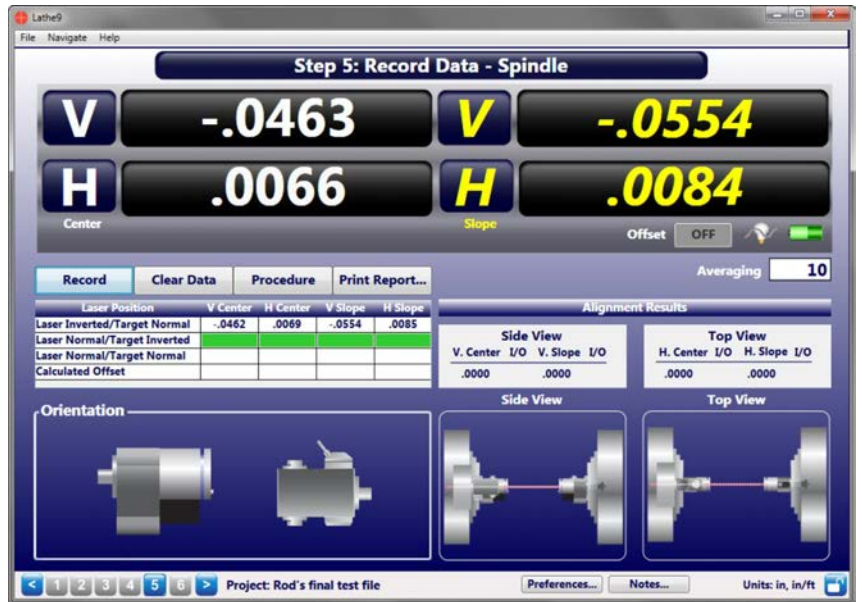 Lathe9
File Navigate Help
Step 5: Record Data - Spindle
V -.0463 V -.0554
H .0066 H .0084
Center Slope
Offset OFF
Record Clear Data Procedure Print Report... Averaging 10
Laser Position V Center H Center V Slope H Slope
Laser Inverted/Target Normal -.0462 .0069 -.0554 .0085
Laser Normal/Target Inverted
Laser Normal/Target Normal
Calculated Offset
Alignment Results
Side View Top View
V. Center I/O V. Slope I/O H. Center I/O H. Slope I/O
.0000 .0000 .0000 .0000
Orientation
Side View Top View
< 1 2 3 4 5 6 > Project: Rod's final test file Preferences... Notes... Units: in, in/ft